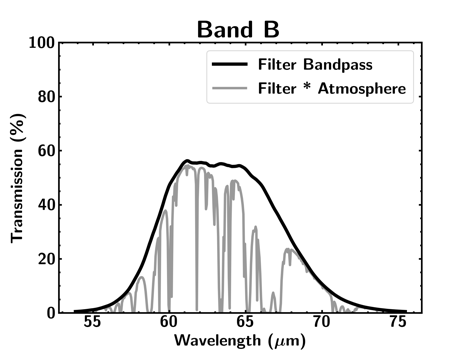 Band B
100
80
60
40
20
0
Transmission (%)
Filter Bandpass
Filter * Atmosphere
55 60 65 70 75
Wavelength (μm)